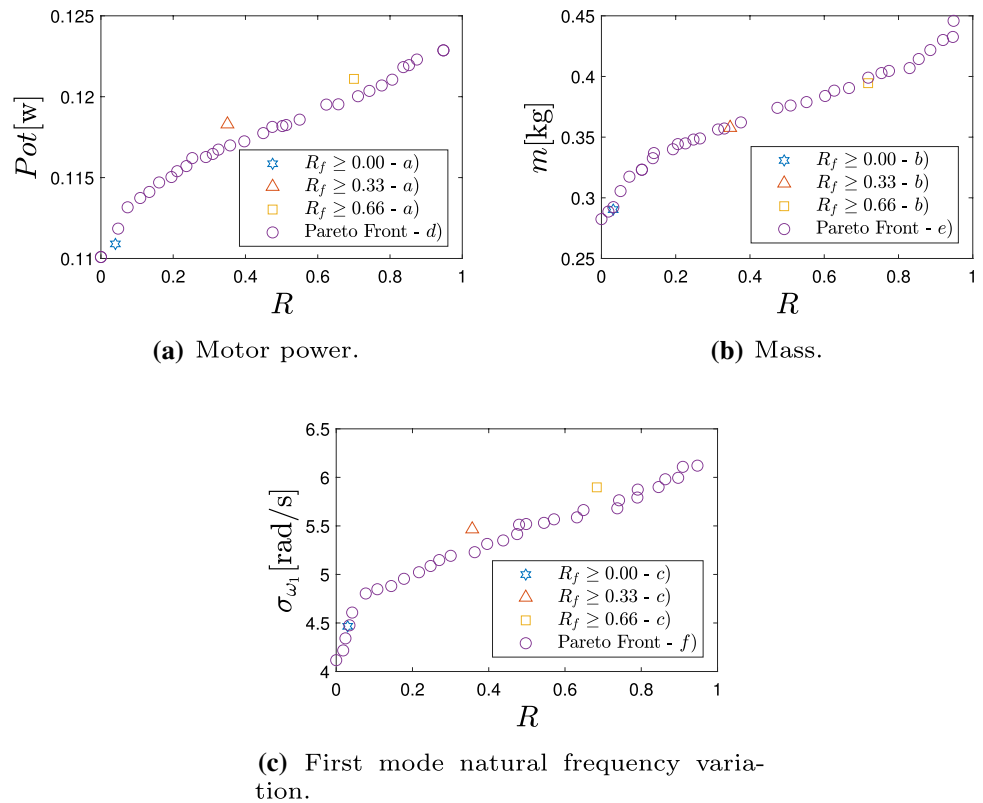 0.125
0.12
0.115
0.11
Pot[w]
R_f ≥ 0.00 - a)
R_f ≥ 0.33 - a)
R_f ≥ 0.66 - a)
Pareto Front - d)
0 0.2 0.4 0.6 0.8 1
R
(a) Motor power.
0.45
0.4
0.35
0.3
0.25
m[kg]
R_f ≥ 0.00 - b)
R_f ≥ 0.33 - b)
R_f ≥ 0.66 - b)
Pareto Front - e)
0 0.2 0.4 0.6 0.8 1
R
(b) Mass.
6.5
6
5.5
5
4.5
4
σ_ω₁[rad/s]
R_f ≥ 0.00 - c)
R_f ≥ 0.33 - c)
R_f ≥ 0.66 - c)
Pareto Front - f)
0 0.2 0.4 0.6 0.8 1
R
(c) First mode natural frequency varia-
tion.